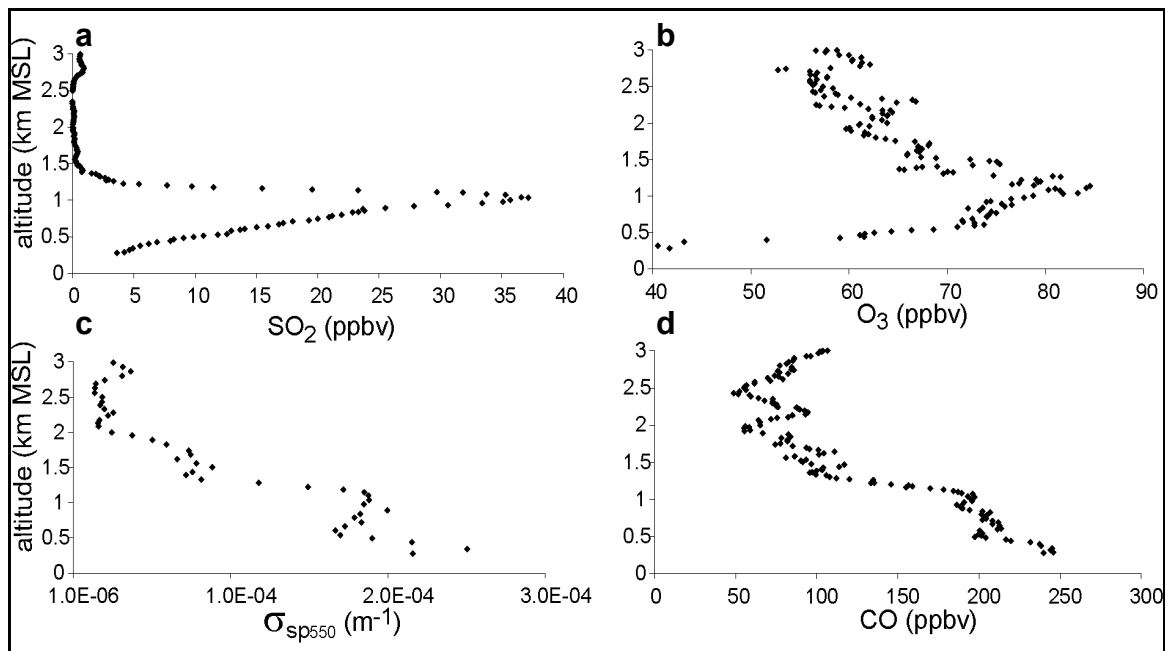 a
altitude (km MSL)
3
2.5
2
1.5
1
0.5
0
0 5 10 15 20 25 30 35 40
SO₂ (ppbv)
b
3
2.5
2
1.5
1
0.5
0
40 50 60 70 80 90
O₃ (ppbv)
c
altitude (km MSL)
3
2.5
2
1.5
1
0.5
0
1.0E-06 1.0E-04 2.0E-04 3.0E-04
σsp550 (m⁻¹)
d
3
2.5
2
1.5
1
0.5
0
0 50 100 150 200 250 300
CO (ppbv)